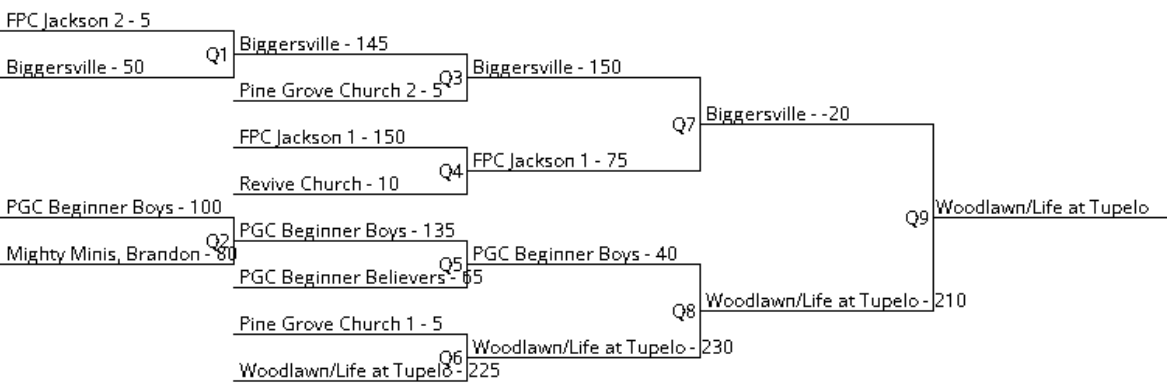 FPC Jackson 2 - 5
Q1
Biggersville - 50
Biggersville - 145
Q3
Pine Grove Church 2 - 5
Biggersville - 150
FPC Jackson 1 - 150
Q4
Revive Church - 10
FPC Jackson 1 - 75
Q7
Biggersville - -20
PGC Beginner Boys - 100
Q2
Mighty Minis, Brandon - 80
PGC Beginner Boys - 135
Q5
PGC Beginner Believers - 65
PGC Beginner Boys - 40
Pine Grove Church 1 - 5
Q6
Woodlawn/Life at Tupelo - 225
Woodlawn/Life at Tupelo - 230
Q8
Woodlawn/Life at Tupelo - 210
Q9
Woodlawn/Life at Tupelo